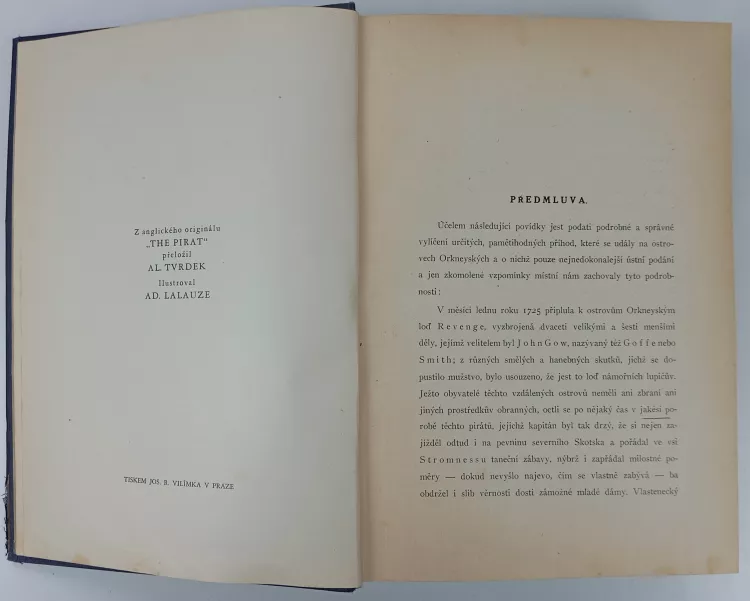 Z anglického originálu
„THE PIRAT“
přeložil
AL. TVRDEK
Ilustroval
AD. LALAUZE
TISKEM JOS. R. VILÍMKA V PRAZE
PŘEDMLUVA.
Účelem následující povídky jest podati podrobné a správné
vylíčení určitých, pamětihodných příhod, které se udály na ostro-
vech Orkneyských a o nichž pouze nejnedokonalejší ústní podání
a jen zkomolené vzpomínky místní nám zachovaly tyto podrob-
nosti:
V měsíci lednu roku 1725 připlula k ostrovům Orkneyským
loď Revenge, vyzbrojená dvaceti velikými a šesti menšími
děly, jejímž velitelem byl John Gow, nazývaný též Goffe nebo
Smith; z různých smělých a hanebných skutků, jichž se do-
pustilo mužstvo, bylo usouzeno, že jest to loď námořních lupičův.
Ježto obyvatelé těchto vzdálených ostrovů neměli ani zbraní ani
jiných prostředkův obranných, octli se po nějaký čas v jakési po-
robě těchto pirátů, jejichž kapitán byl tak drzý, že si nejen za-
jížděl odtud i na pevninu severního Skotska a pořádal ve vsi
Stromnessu taneční zábavy, nýbrž i zapřádal milostné po-
měry — dokud nevyšlo najevo, čím se vlastně zabývá — ba
obdržel i slib věrnosti dosti zámožné mladé dámy. Vlastenecký